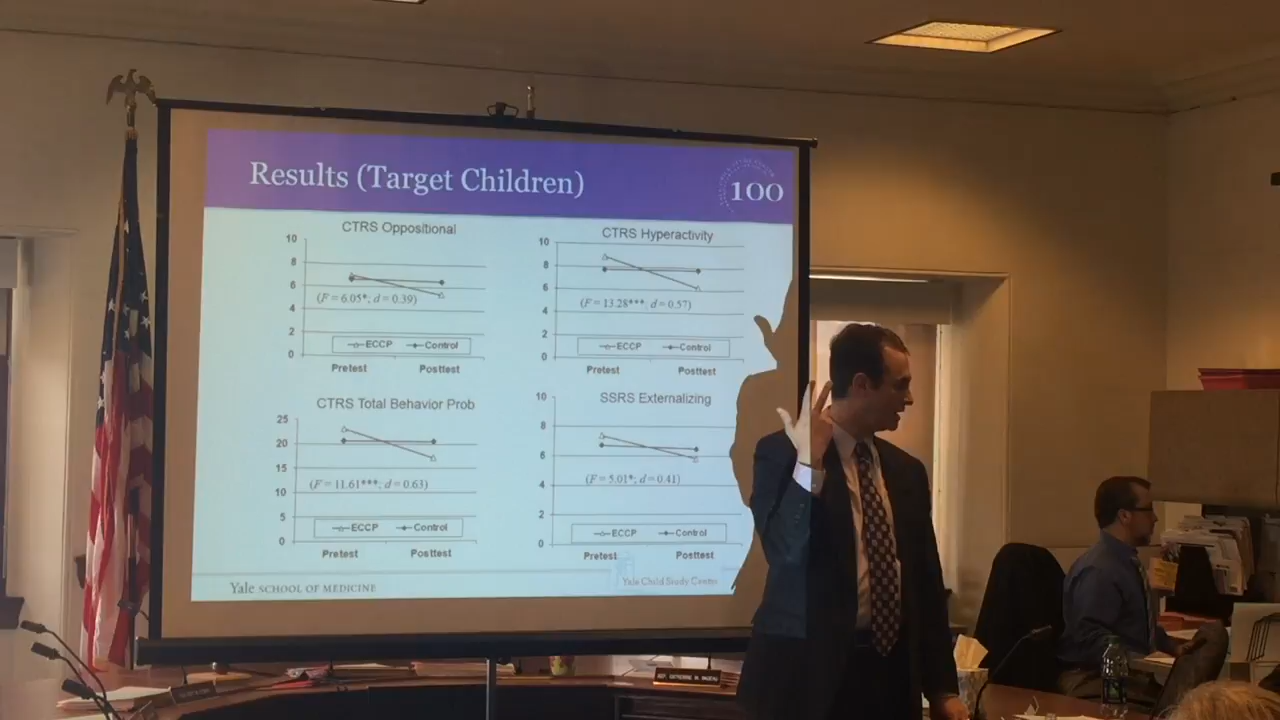 Results (Target Children)
100
CTRS Oppositional
10
8
6
4
2
0
(F = 6.05*; d = 0.39)
ECCP Control
Pretest Posttest
CTRS Hyperactivity
10
8
6
4
2
0
(F = 13.28***; d = 0.57)
ECCP Control
Pretest Posttest
CTRS Total Behavior Prob
25
20
15
10
5
0
(F = 11.61***; d = 0.63)
ECCP Control
Pretest Posttest
SSRS Externalizing
10
8
6
4
2
0
(F = 5.01*; d = 0.41)
ECCP Control
Pretest Posttest
Yale SCHOOL OF MEDICINE
Yale Child Study Center